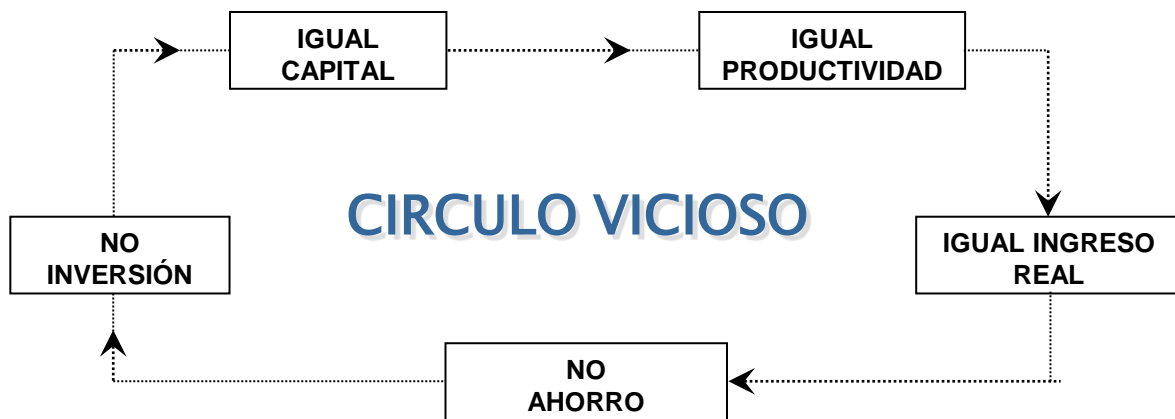 IGUAL
CAPITAL
IGUAL
PRODUCTIVIDAD
CIRCULO VICIOSO
NO
INVERSIÓN
IGUAL INGRESO
REAL
NO
AHORRO